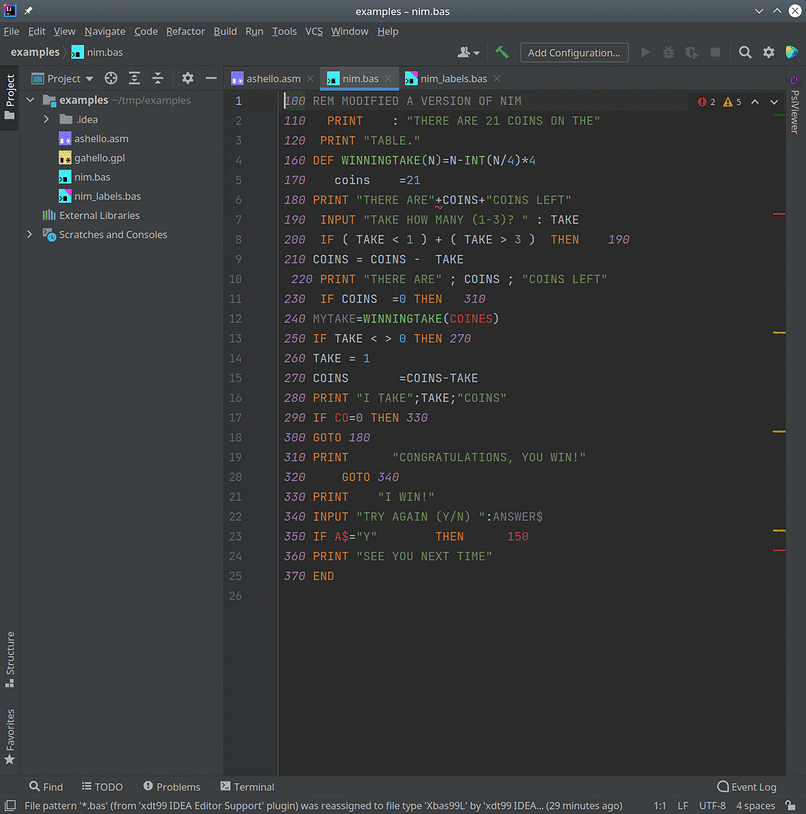 examples – nim.bas
File Edit View Navigate Code Refactor Build Run Tools VCS Window Help
examples nim.bas Add Configuration...
Project ashello.asm nim.bas nim_labels.bas
Project
PsiViewer
examples ~/tmp/examples
.idea
ashello.asm
gahello.gpl
nim.bas
nim_labels.bas
External Libraries
Scratches and Consoles
2 5
1 100 REM MODIFIED A VERSION OF NIM
2 110 PRINT : "THERE ARE 21 COINS ON THE"
3 120 PRINT "TABLE."
4 160 DEF WINNINGTAKE(N)=N-INT(N/4)*4
5 170 coins =21
6 180 PRINT "THERE ARE"+COINS+"COINS LEFT"
7 190 INPUT "TAKE HOW MANY (1-3)? " : TAKE
8 200 IF ( TAKE < 1 ) + ( TAKE > 3 ) THEN 190
9 210 COINS = COINS - TAKE
10 220 PRINT "THERE ARE" ; COINS ; "COINS LEFT"
11 230 IF COINS =0 THEN 310
12 240 MYTAKE=WINNINGTAKE(COINES)
13 250 IF TAKE < > 0 THEN 270
14 260 TAKE = 1
15 270 COINS =COINS-TAKE
16 280 PRINT "I TAKE";TAKE;"COINS"
17 290 IF CO=0 THEN 330
18 300 GOTO 180
19 310 PRINT "CONGRATULATIONS, YOU WIN!"
20 320 GOTO 340
21 330 PRINT "I WIN!"
22 340 INPUT "TRY AGAIN (Y/N) ":ANSWER$
23 350 IF A$="Y" THEN 150
24 360 PRINT "SEE YOU NEXT TIME"
25 370 END
26
Structure
Favorites
Find TODO Problems Terminal Event Log
File pattern '*.bas' (from 'xdt99 IDEA Editor Support' plugin) was reassigned to file type 'Xbas99L' by 'xdt99 IDEA... (29 minutes ago) 1:1 LF UTF-8 4 spaces